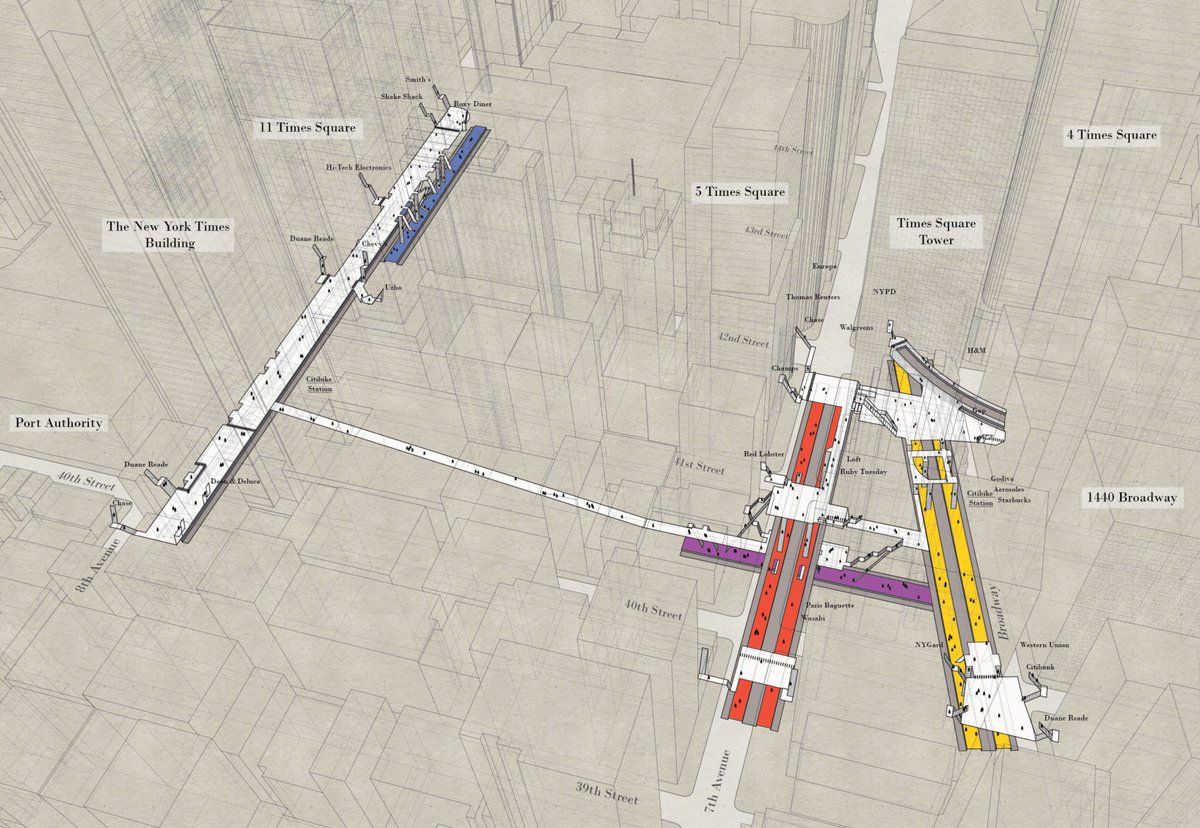 Smith's
Shake Shack
Roxy Diner
11 Times Square
4 Times Square
44th Street
Hi-Tech Electronics
5 Times Square
The New York Times
Building
Times Square
Tower
43rd Street
Duane Reade
Chevy's
Europa
Uzbo
NYPD
Thomas Reuters
Chase
Walgreens
42nd Street
H&M
Champs
Citibike
Station
Gap
Port Authority
Red Lobster
Loft
Duane Reade
41st Street
Ruby Tuesday
40th Street
Dean & Deluca
Godiva
Citibike
Station
Aerosoles
Starbucks
1440 Broadway
Chase
8th Avenue
40th Street
Paris Baguette
Wasabi
Broadway
NYGard
Western Union
Citibank
Duane Reade
7th Avenue
39th Street